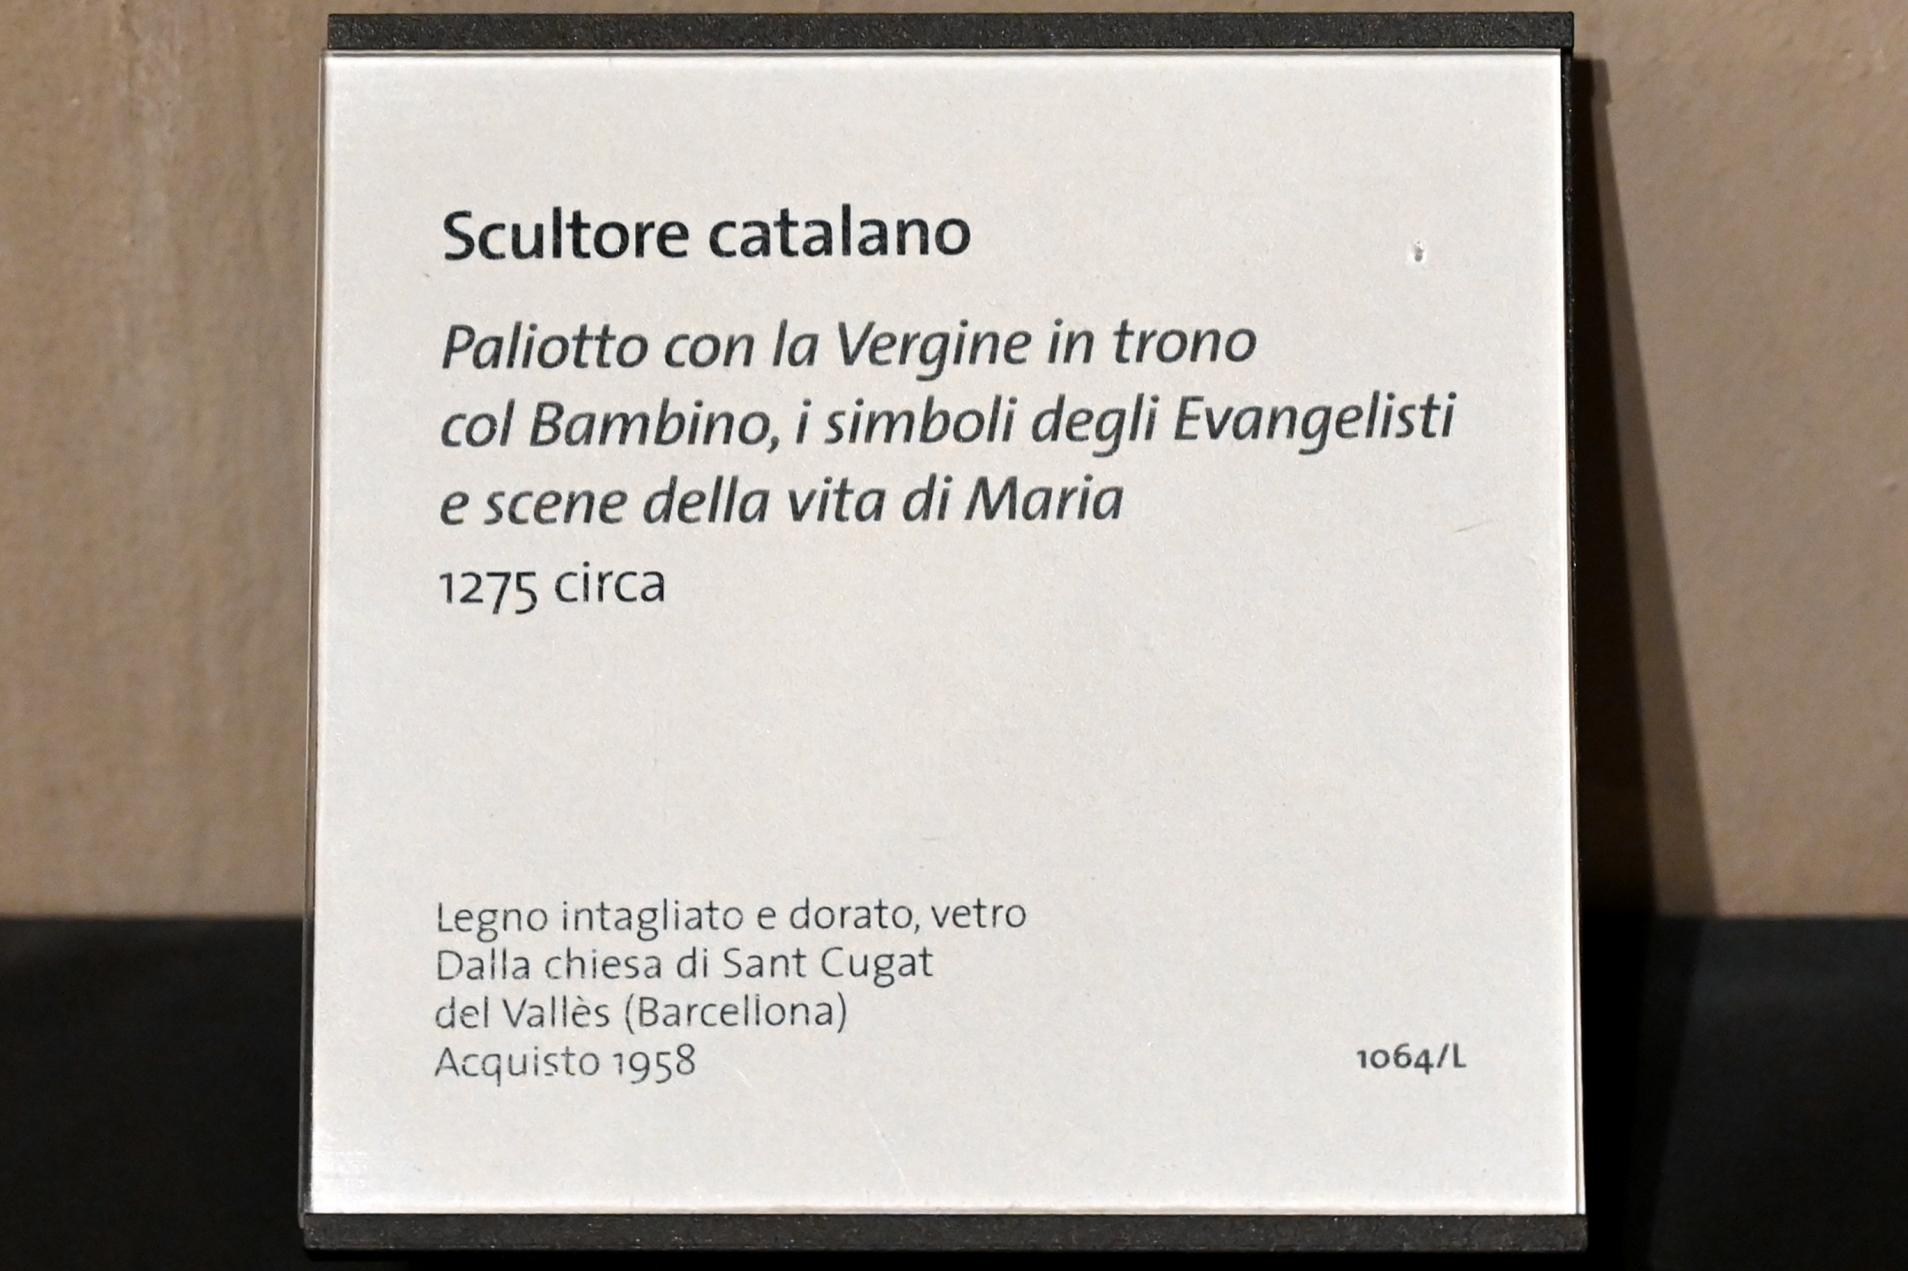 Scultore catalano
Paliotto con la Vergine in trono
col Bambino, i simboli degli Evangelisti
e scene della vita di Maria
1275 circa
Legno intagliato e dorato, vetro
Dalla chiesa di Sant Cugat
del Vallès (Barcellona)
Acquisto 1958
1064/L